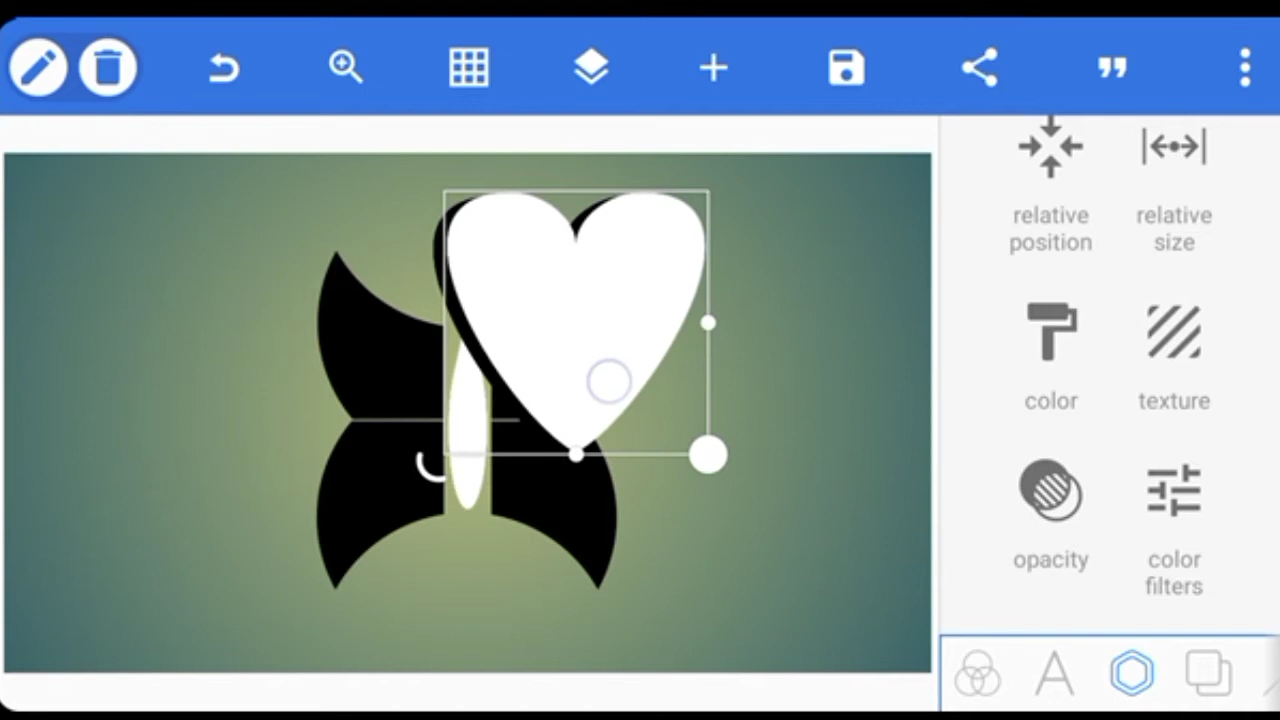 relative
position
relative
size
color
texture
opacity
color
filters